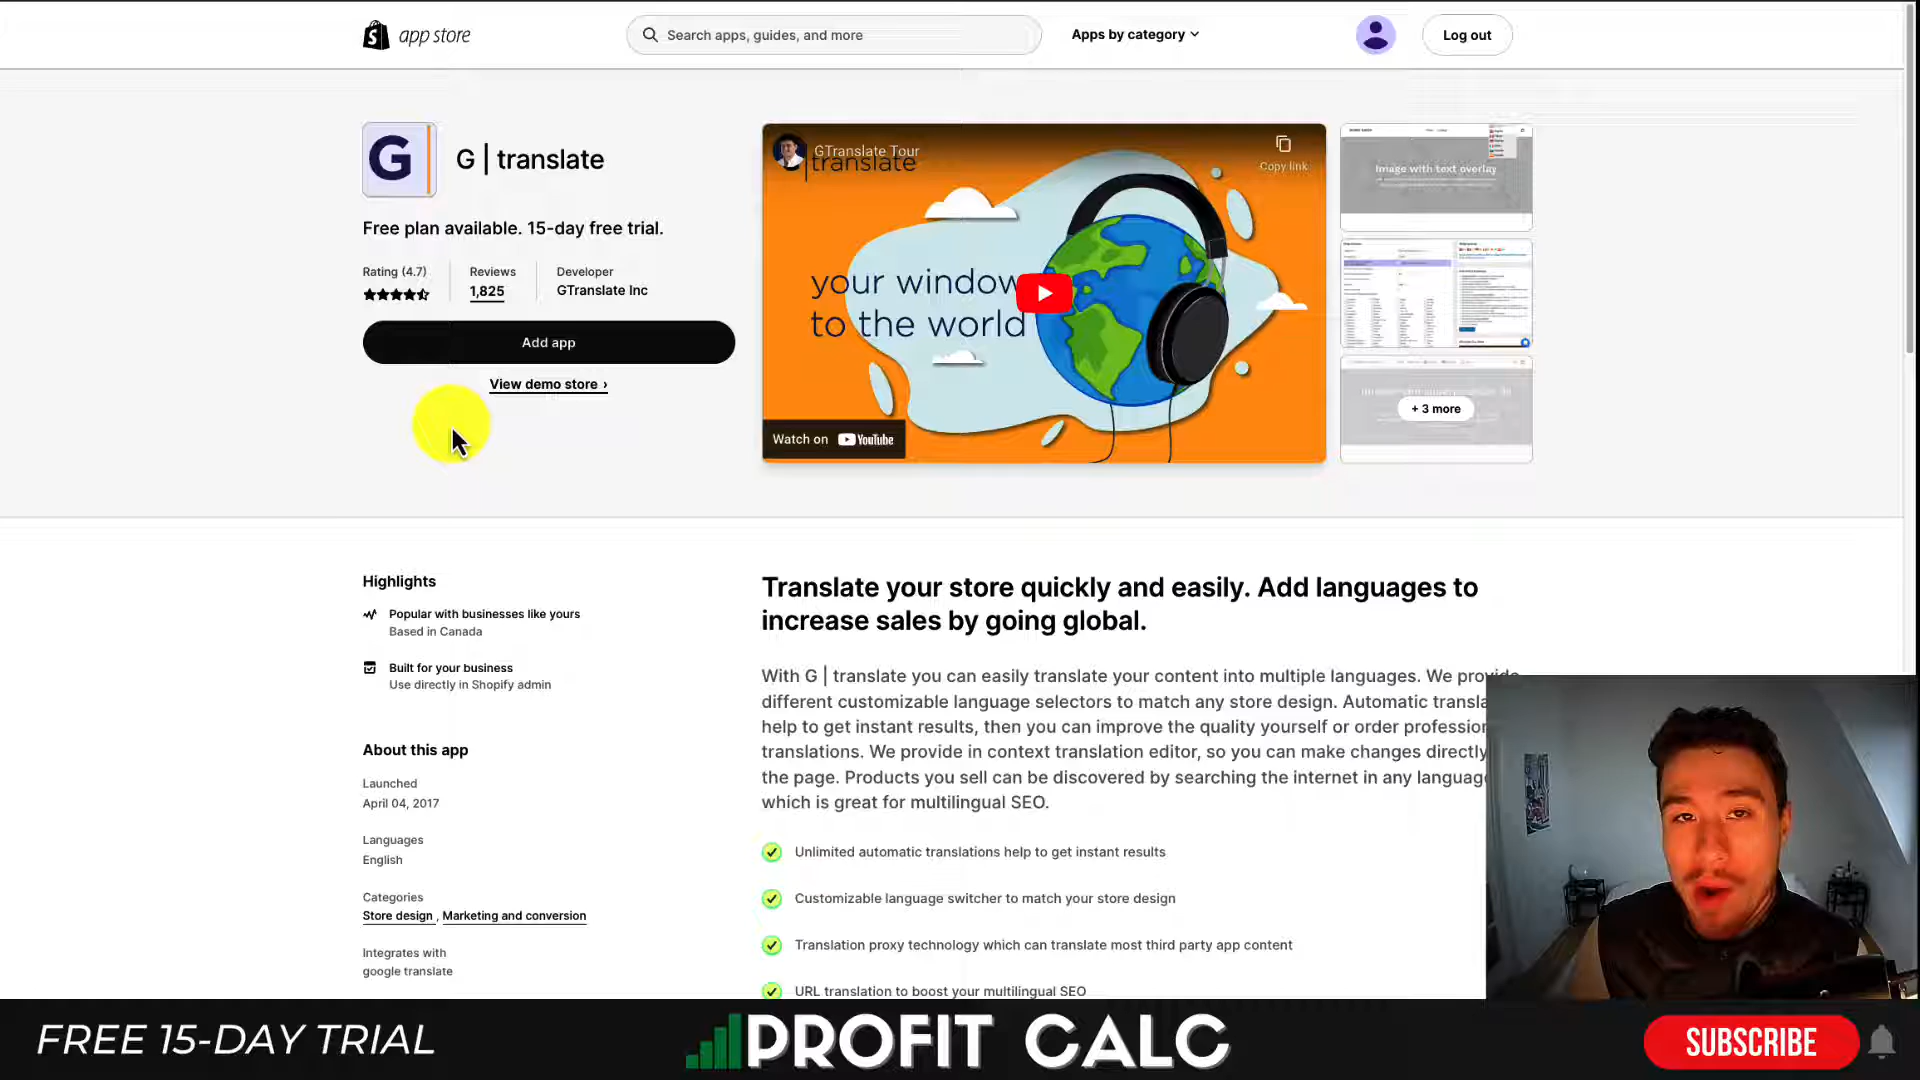 app store
Search apps, guides, and more
Apps by category
Log out
G
G | translate
Free plan available. 15-day free trial.
Rating (4.7)
Reviews
1,825
Developer
GTranslate Inc
Add app
View demo store ›
GTranslate Tour
translate
Copy link
your window
to the world
Watch on YouTube
Image with text overlay
+ 3 more
Highlights
Popular with businesses like yours
Based in Canada
Built for your business
Use directly in Shopify admin
About this app
Launched
April 04, 2017
Languages
English
Categories
Store design , Marketing and conversion
Integrates with
google translate
Translate your store quickly and easily. Add languages to
increase sales by going global.
With G | translate you can easily translate your content into multiple languages. We provide
different customizable language selectors to match any store design. Automatic transla
help to get instant results, then you can improve the quality yourself or order profession
translations. We provide in context translation editor, so you can make changes directly
the page. Products you sell can be discovered by searching the internet in any languag
which is great for multilingual SEO.
Unlimited automatic translations help to get instant results
Customizable language switcher to match your store design
Translation proxy technology which can translate most third party app content
URL translation to boost your multilingual SEO
FREE 15-DAY TRIAL
PROFIT CALC
SUBSCRIBE